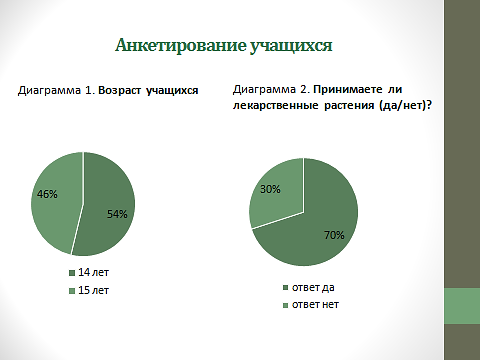 Анкетирование учащихся
Диаграмма 1. Возраст учащихся
46%
54%
14 лет
15 лет
Диаграмма 2. Принимаете ли
лекарственные растения (да/нет)?
30%
70%
ответ да
ответ нет